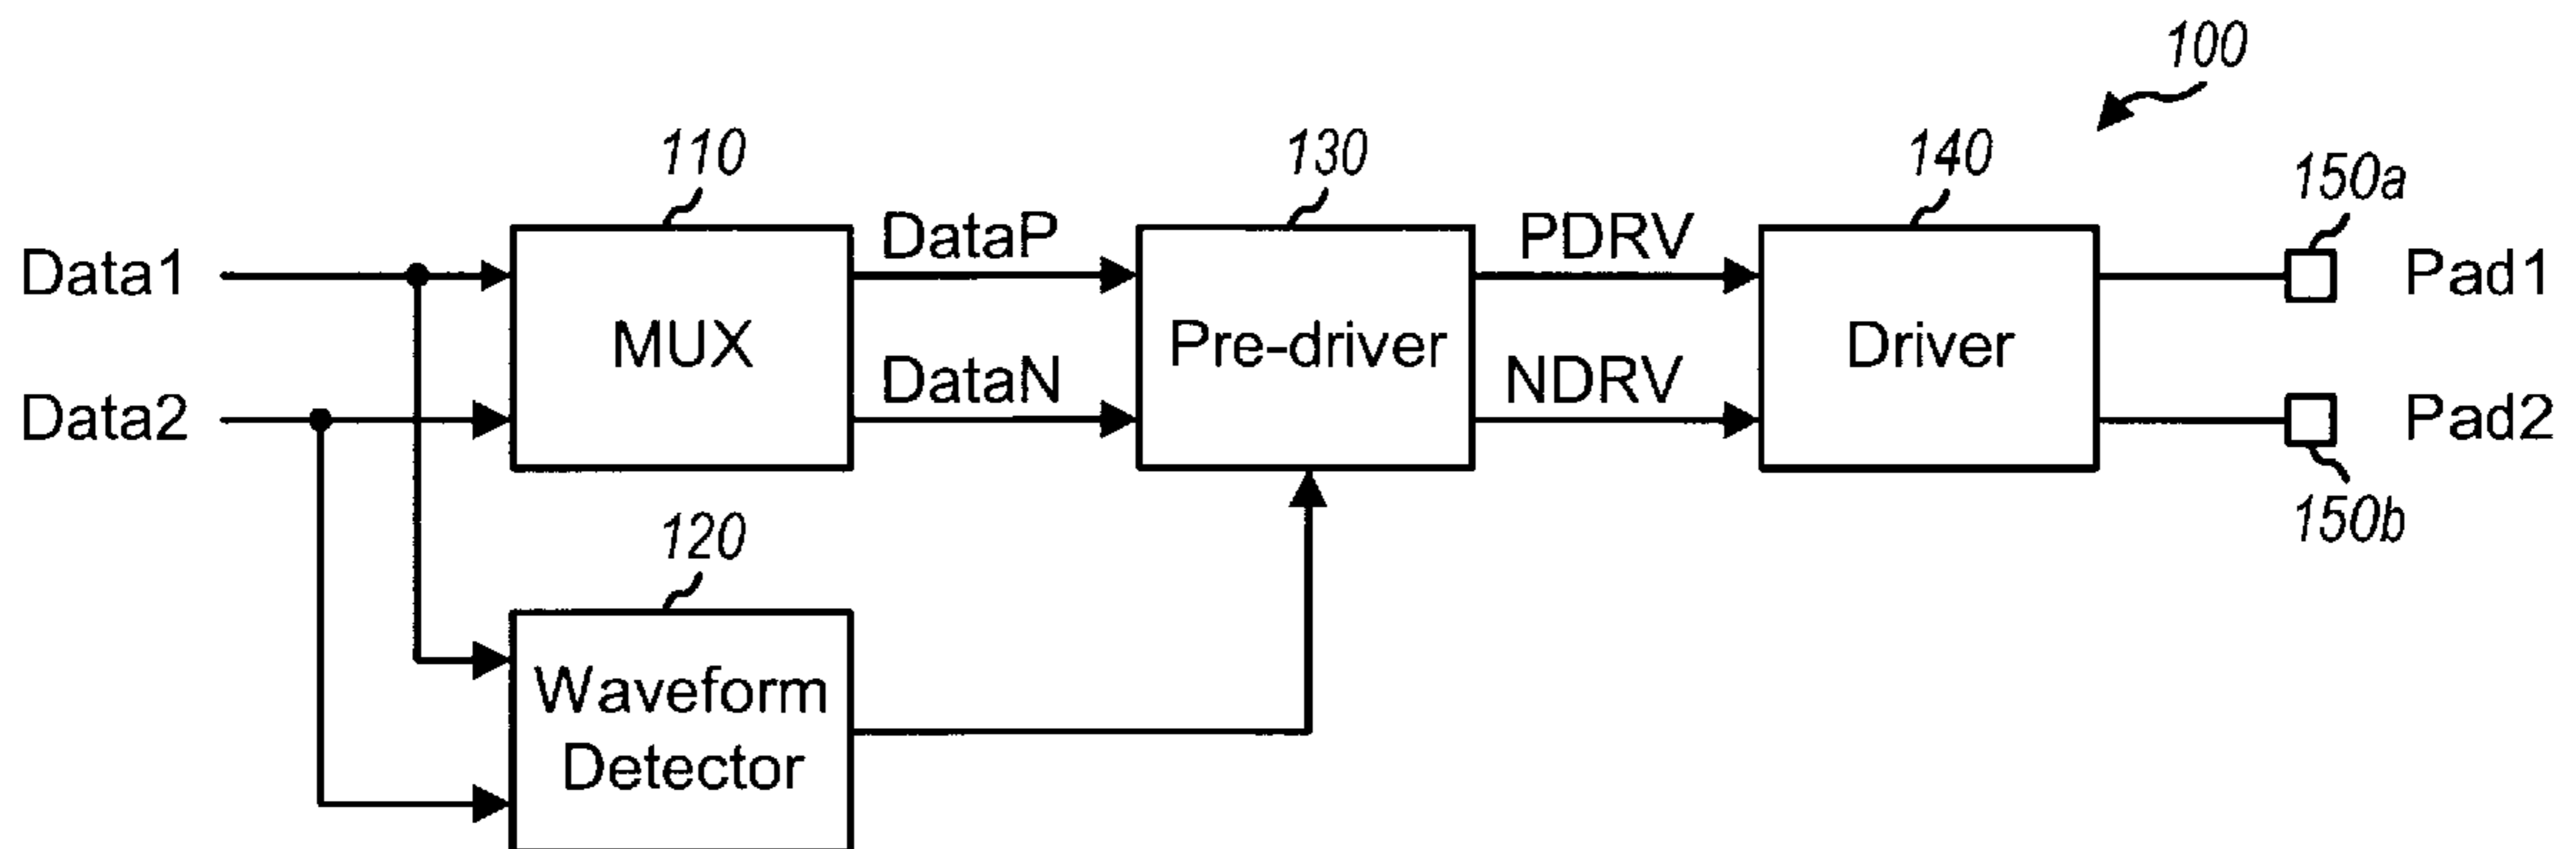 100
110
130
140
150a
Data1
DataP
PDRV
Pad1
MUX
Pre-driver
Driver
Data2
DataN
NDRV
Pad2
150b
120
Waveform
Detector